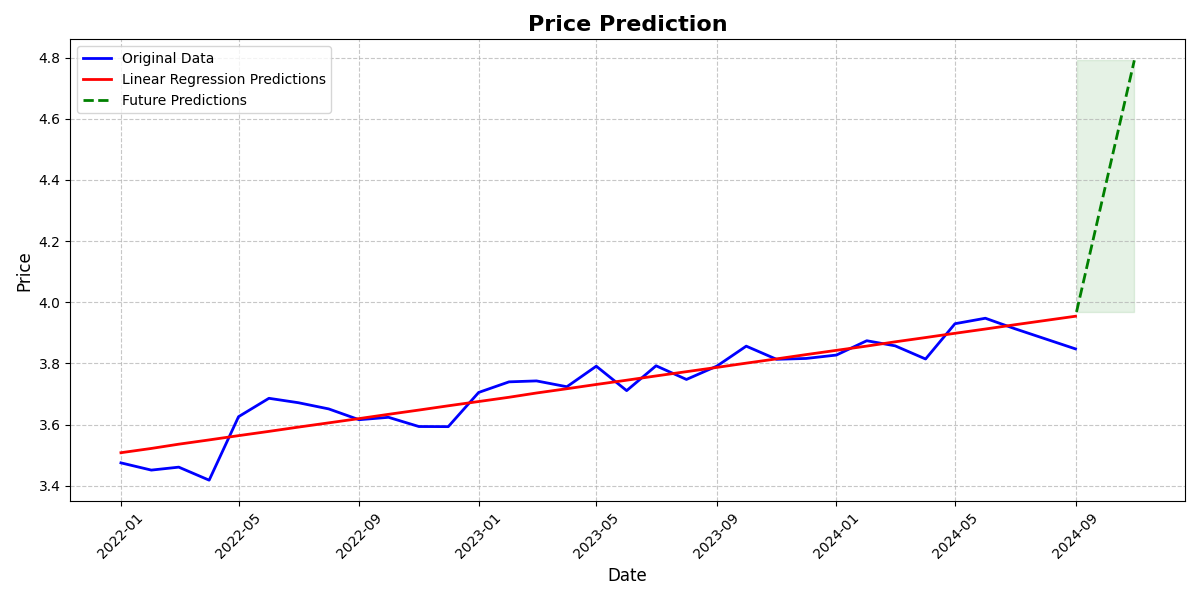 Price Prediction
Original Data
Linear Regression Predictions
Future Predictions
Price
4.8
4.6
4.4
4.2
4.0
3.8
3.6
3.4
2022-01
2022-05
2022-09
2023-01
2023-05
2023-09
2024-01
2024-05
2024-09
Date